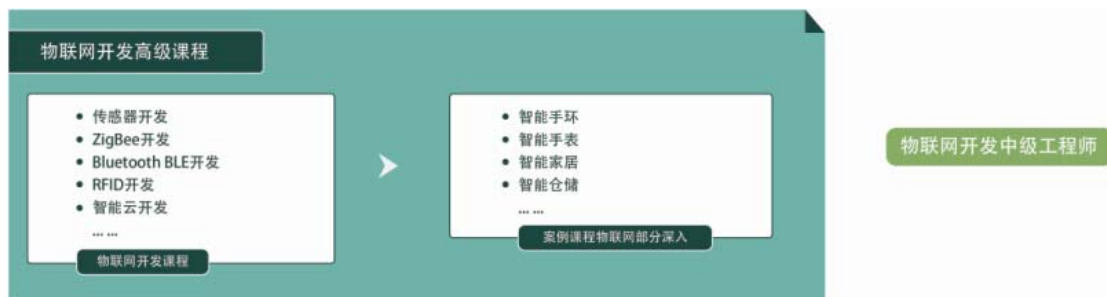 物联网开发高级课程
传感器开发
ZigBee开发
Bluetooth BLE开发
RFID开发
智能云开发
... ...
物联网开发课程
智能手环
智能手表
智能家居
智能仓储
... ...
案例课程物联网部分深入
物联网开发中级工程师